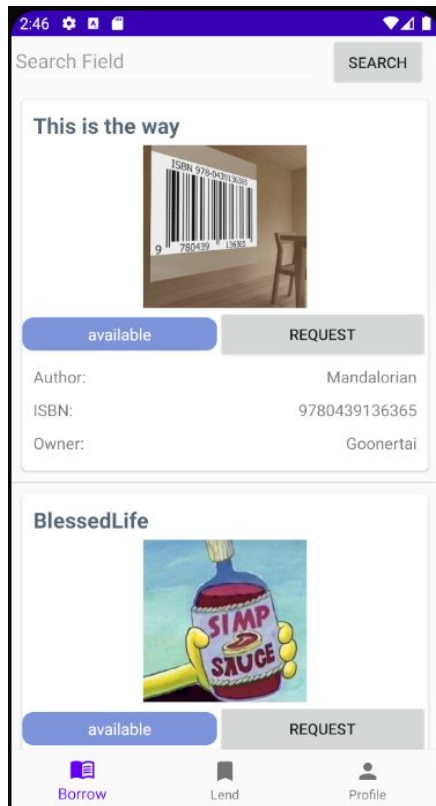 2:46
Search Field
SEARCH
This is the way
ISBN 978-0439136365
9 780439 136365
available
REQUEST
Author: Mandalorian
ISBN: 9780439136365
Owner: Goonertai
BlessedLife
SIMP
SAUCE
available
REQUEST
Borrow
Lend
Profile